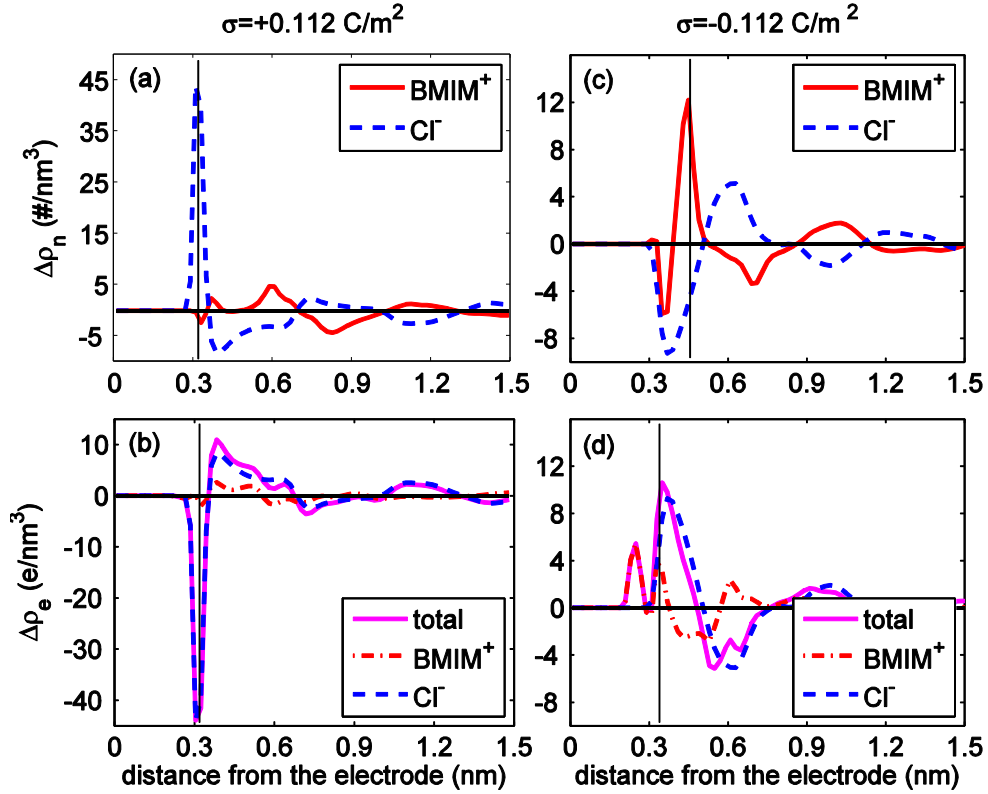 σ=+0.112 C/m²
σ=-0.112 C/m ²
(a)
BMIM⁺
Cl⁻
45
35
25
15
5
-5
Δρₙ (#/nm³)
0 0.3 0.6 0.9 1.2 1.5
(c)
BMIM⁺
Cl⁻
12
8
4
0
-4
-8
0 0.3 0.6 0.9 1.2 1.5
(b)
10
0
-10
-20
-30
-40
Δρₑ (e/nm³)
total
BMIM⁺
Cl⁻
0 0.3 0.6 0.9 1.2 1.5
distance from the electrode (nm)
(d)
12
8
4
0
-4
-8
total
BMIM⁺
Cl⁻
0 0.3 0.6 0.9 1.2 1.5
distance from the electrode (nm)